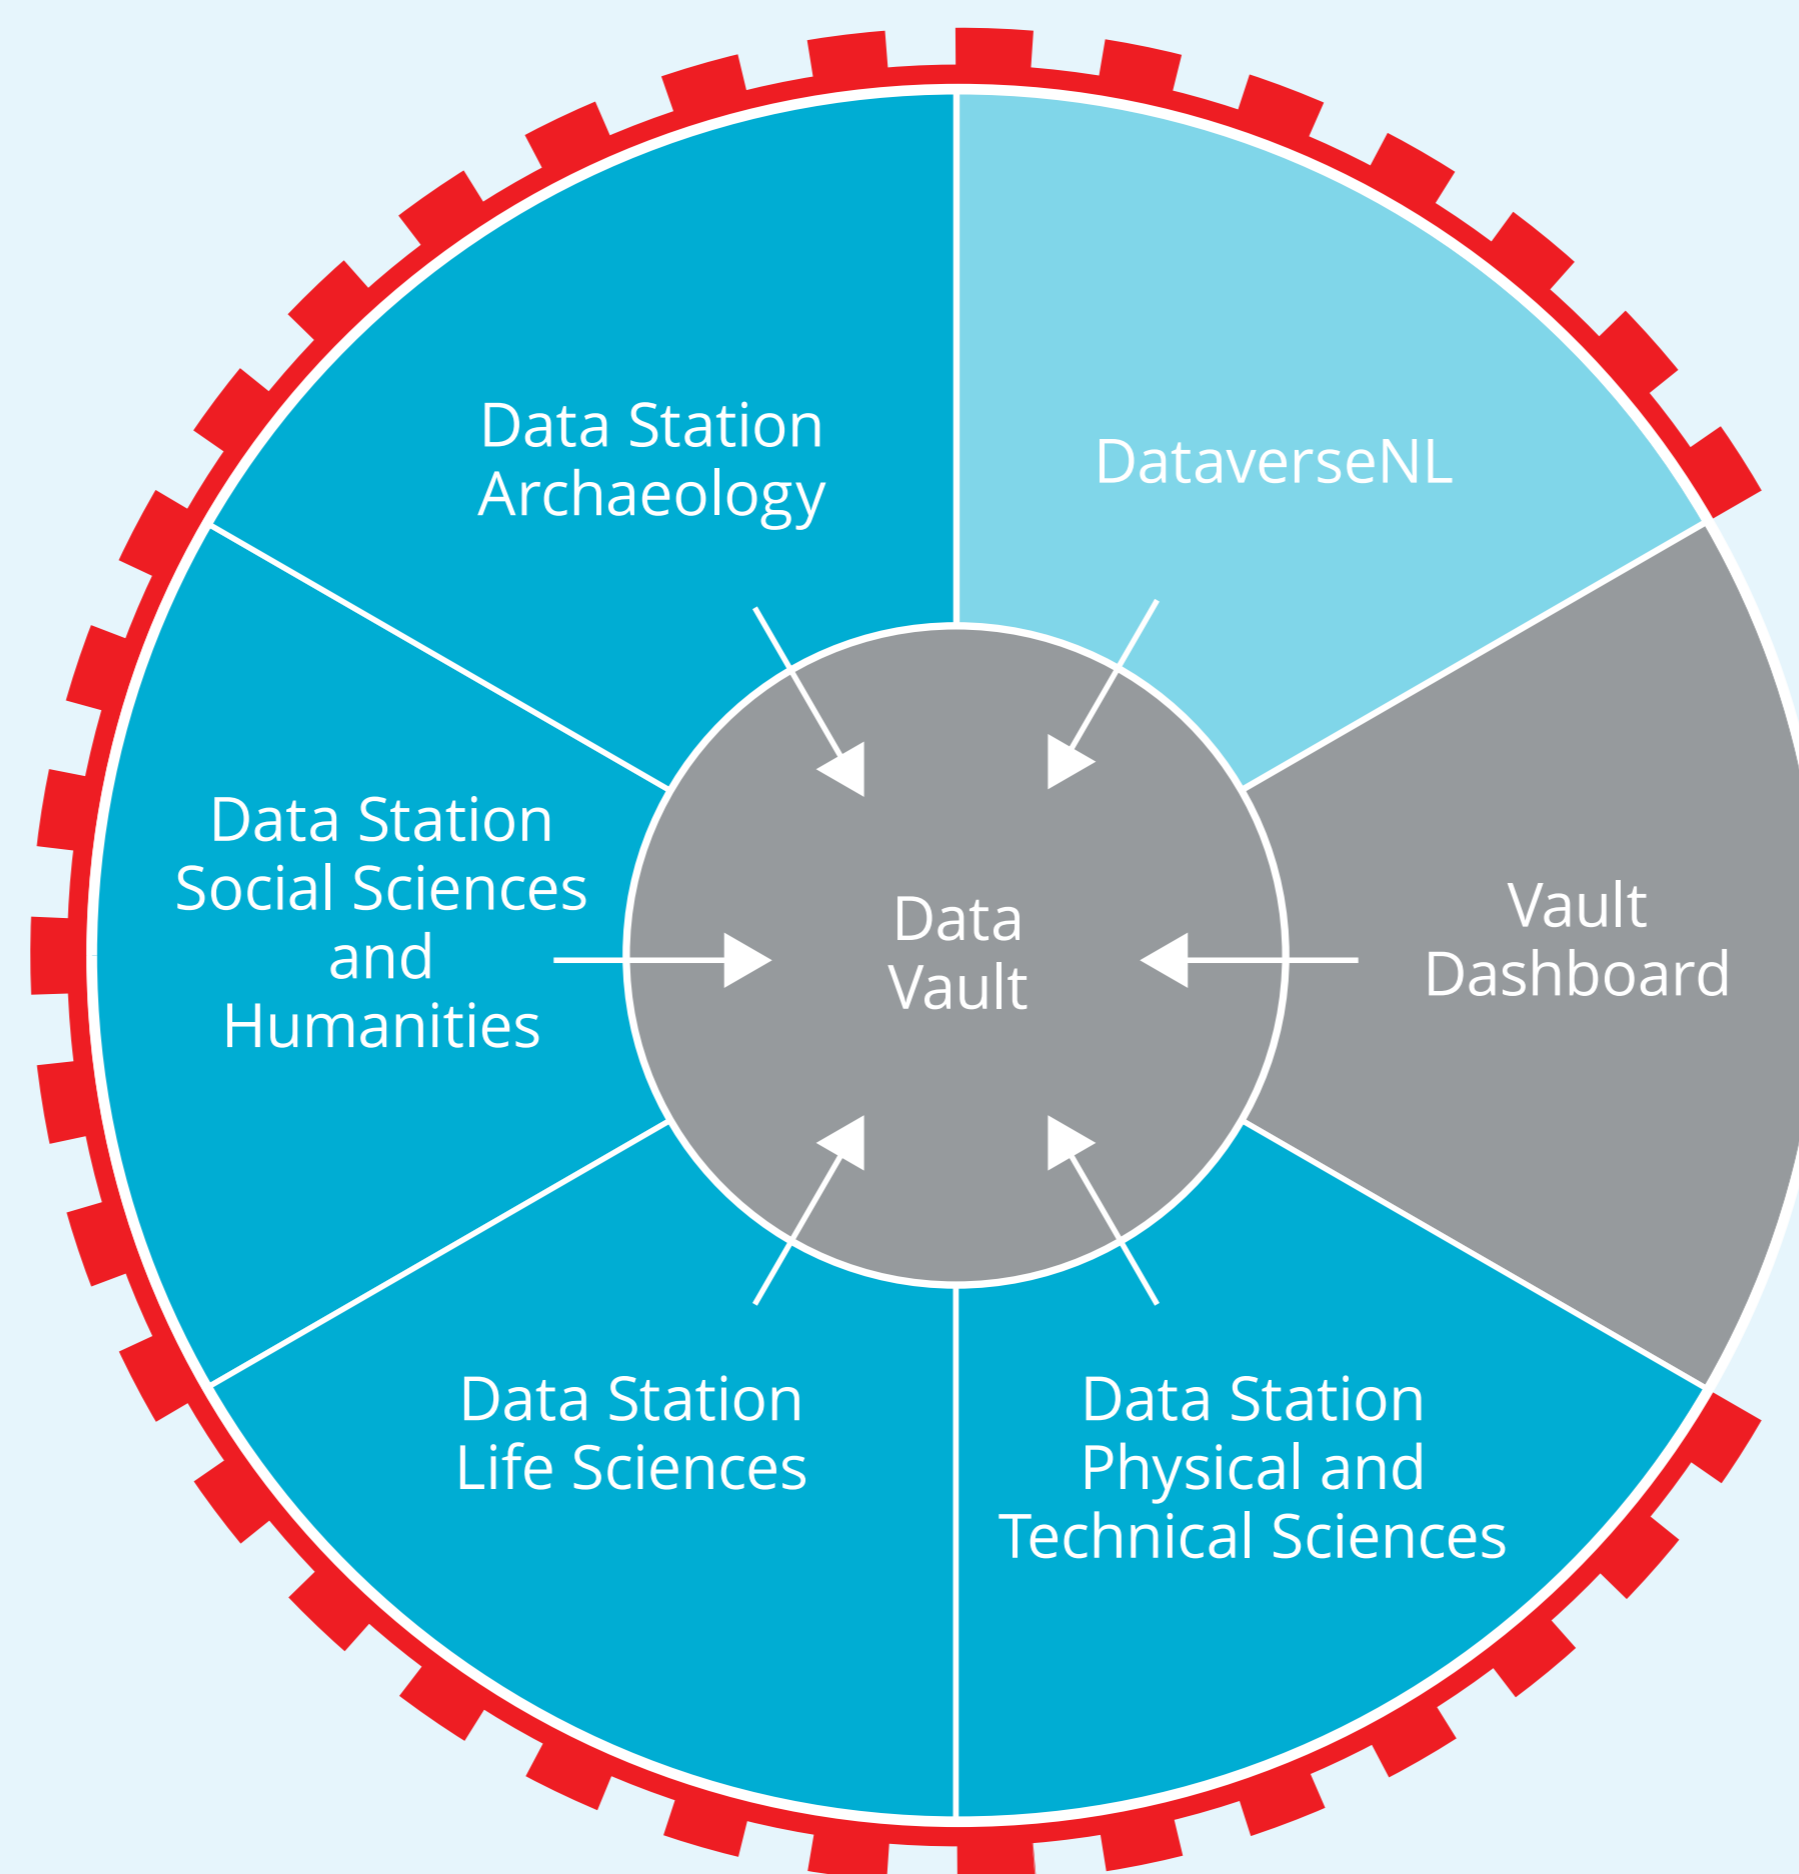 Data Station
Archaeology
DataverseNL
Data Station
Social Sciences
and
Humanities
Data
Vault
Vault
Dashboard
Data Station
Life Sciences
Data Station
Physical and
Technical Sciences